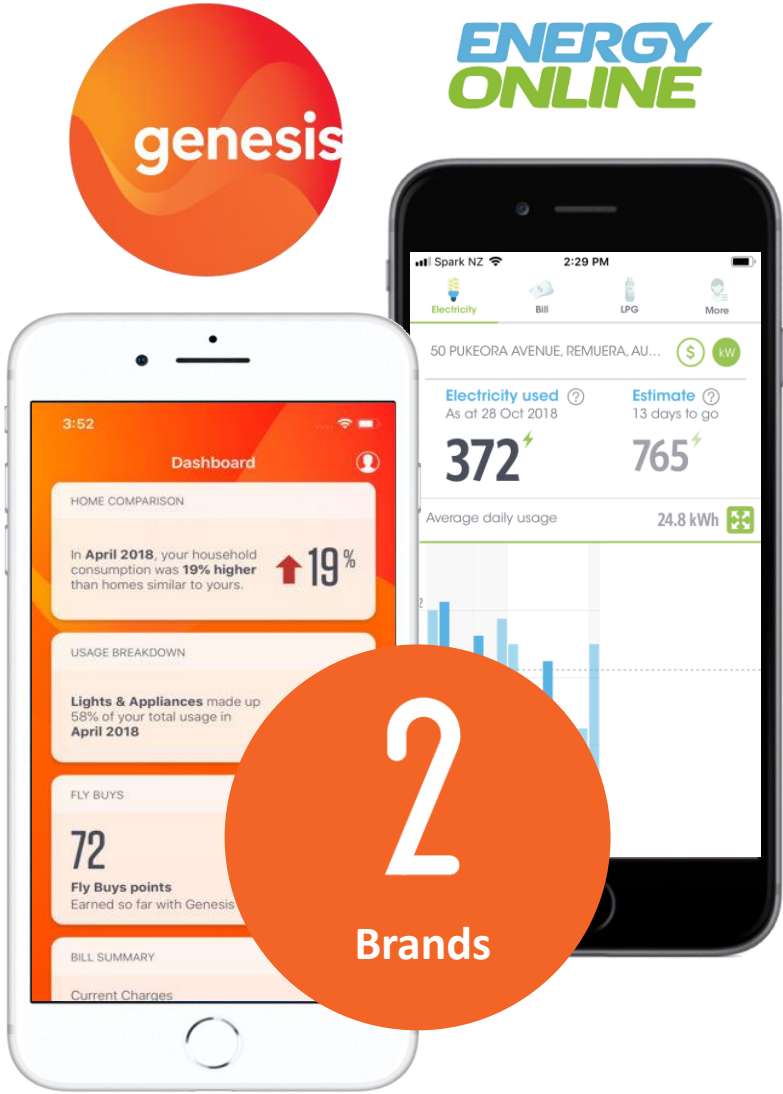 genesis
ENERGY
ONLINE
Spark NZ
2:29 PM
Electricity
Bill
LPG
More
50 PUKEORA AVENUE, REMUERA, AU...
$
kW
Electricity used ?
As at 28 Oct 2018
372
Estimate ?
13 days to go
765
Average daily usage
24.8 kWh
2
3:52
Dashboard
HOME COMPARISON
In April 2018, your household
consumption was 19% higher
than homes similar to yours.
19%
USAGE BREAKDOWN
Lights & Appliances made up
58% of your total usage in
April 2018
FLY BUYS
72
Fly Buys points
Earned so far with Genesis
BILL SUMMARY
Current Charges
2
Brands